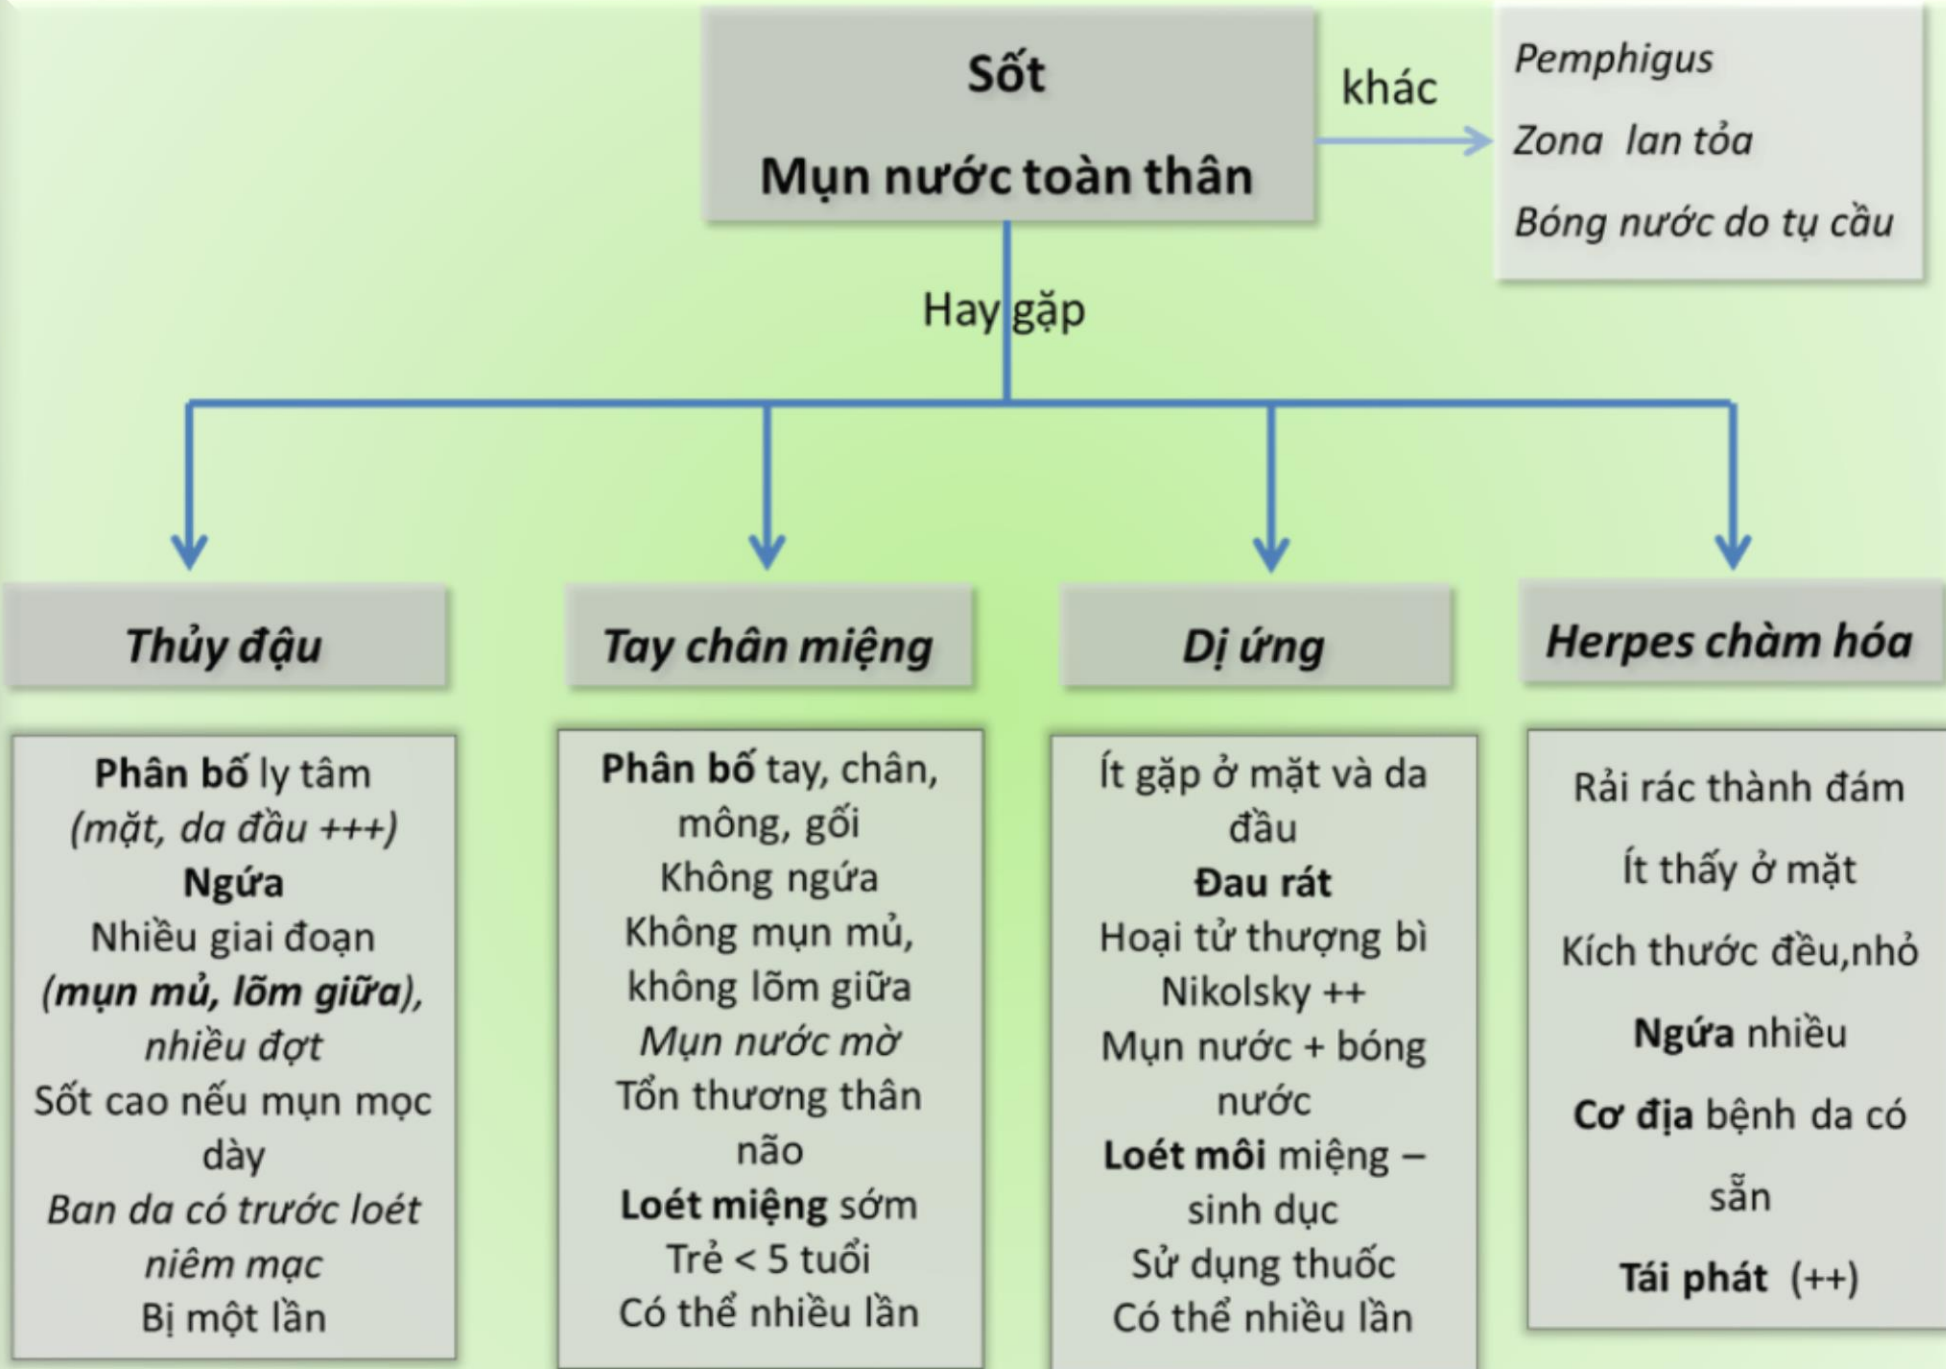 Sốt
Mụn nước toàn thân
khác
Pemphigus
Zona lan tỏa
Bóng nước do tụ cầu
Hay gặp
Thủy đậu
Phân bố ly tâm
(mặt, da đầu +++)
Ngứa
Nhiều giai đoạn
(mụn mủ, lõm giữa),
nhiều đợt
Sốt cao nếu mụn mọc
dày
Ban da có trước loét
niêm mạc
Bị một lần
Tay chân miệng
Phân bố tay, chân,
mông, gối
Không ngứa
Không mụn mủ,
không lõm giữa
Mụn nước mờ
Tổn thương thân
não
Loét miệng sớm
Trẻ < 5 tuổi
Có thể nhiều lần
Dị ứng
Ít gặp ở mặt và da
đầu
Đau rát
Hoại tử thượng bì
Nikolsky ++
Mụn nước + bóng
nước
Loét môi miệng –
sinh dục
Sử dụng thuốc
Có thể nhiều lần
Herpes chàm hóa
Rải rác thành đám
Ít thấy ở mặt
Kích thước đều,nhỏ
Ngứa nhiều
Cơ địa bệnh da có
sẵn
Tái phát (++)